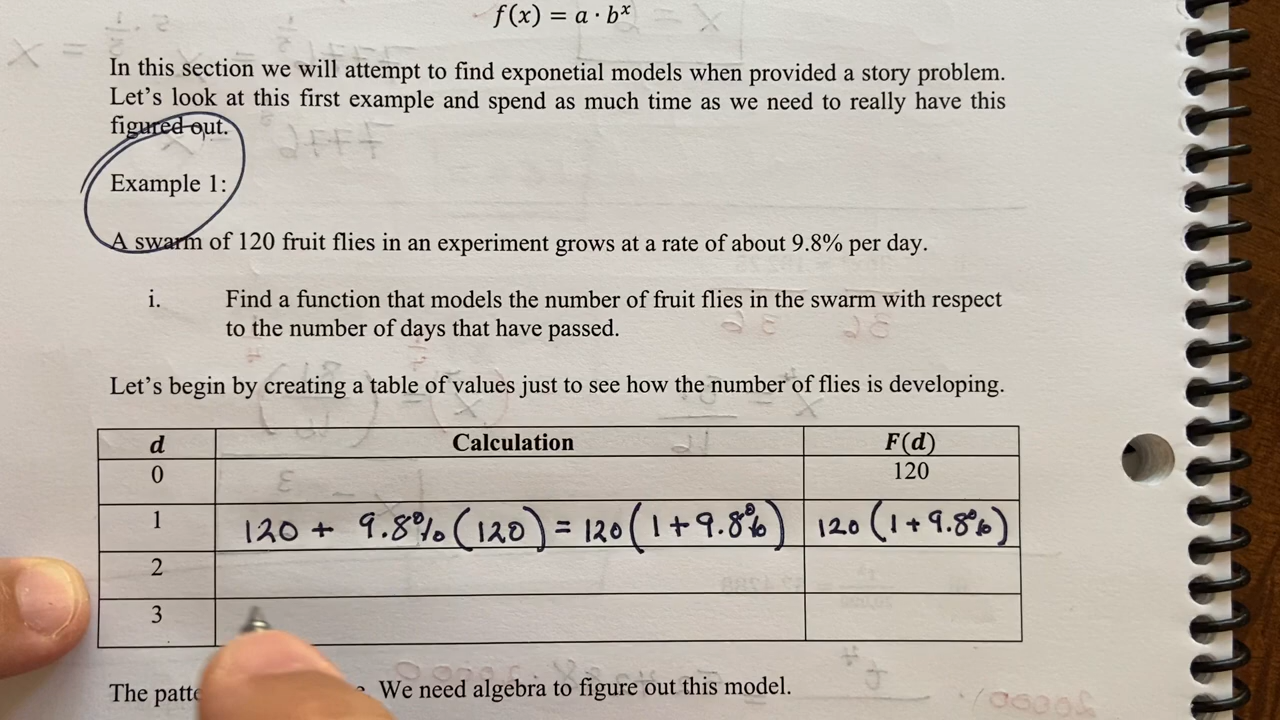 f(x) = a · bˣ
In this section we will attempt to find exponetial models when provided a story problem.
Let's look at this first example and spend as much time as we need to really have this
figured out.
Example 1:
A swarm of 120 fruit flies in an experiment grows at a rate of about 9.8% per day.
i. Find a function that models the number of fruit flies in the swarm with respect
to the number of days that have passed.
Let's begin by creating a table of values just to see how the number of flies is developing.
d Calculation F(d)
0 120
1 120 + 9.8% (120) = 120 (1 + 9.8%) 120 (1 + 9.8%)
2
3
The We need algebra to figure out this model.